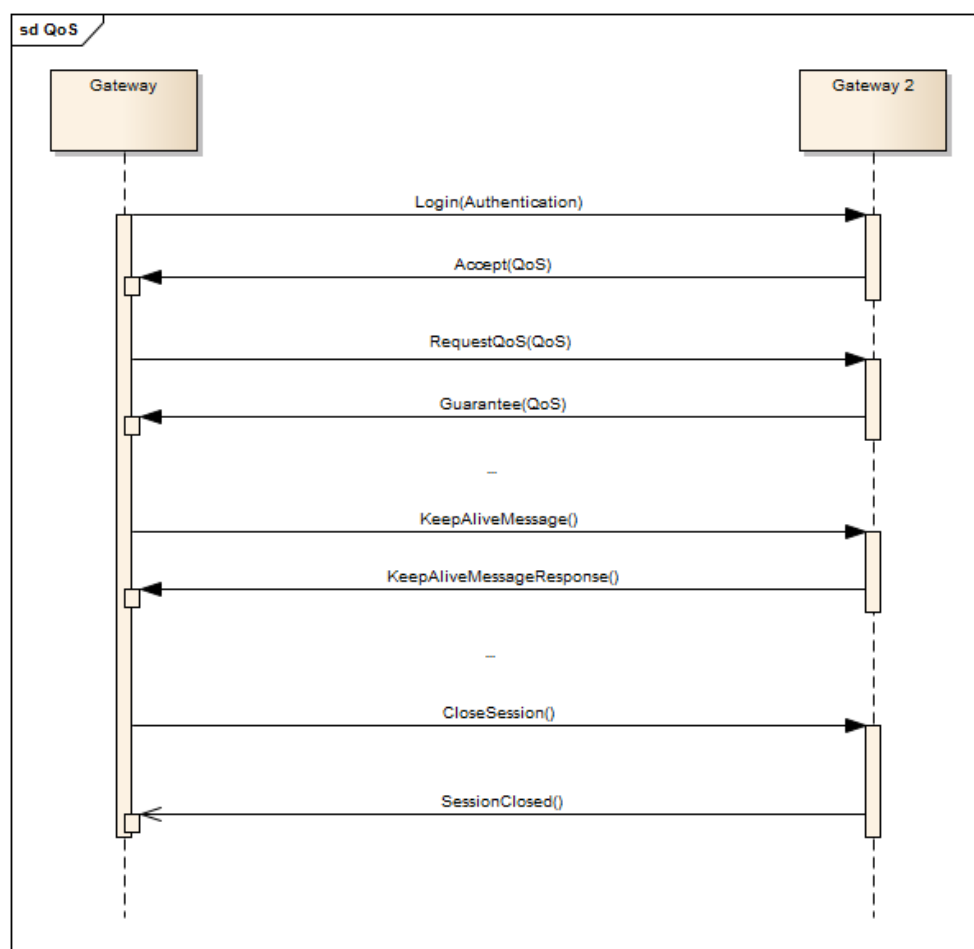 sd QoS
Gateway
Gateway 2
Login(Authentication)
Accept(QoS)
RequestQoS(QoS)
Guarantee(QoS)
...
KeepAliveMessage()
KeepAliveMessageResponse()
...
CloseSession()
SessionClosed()